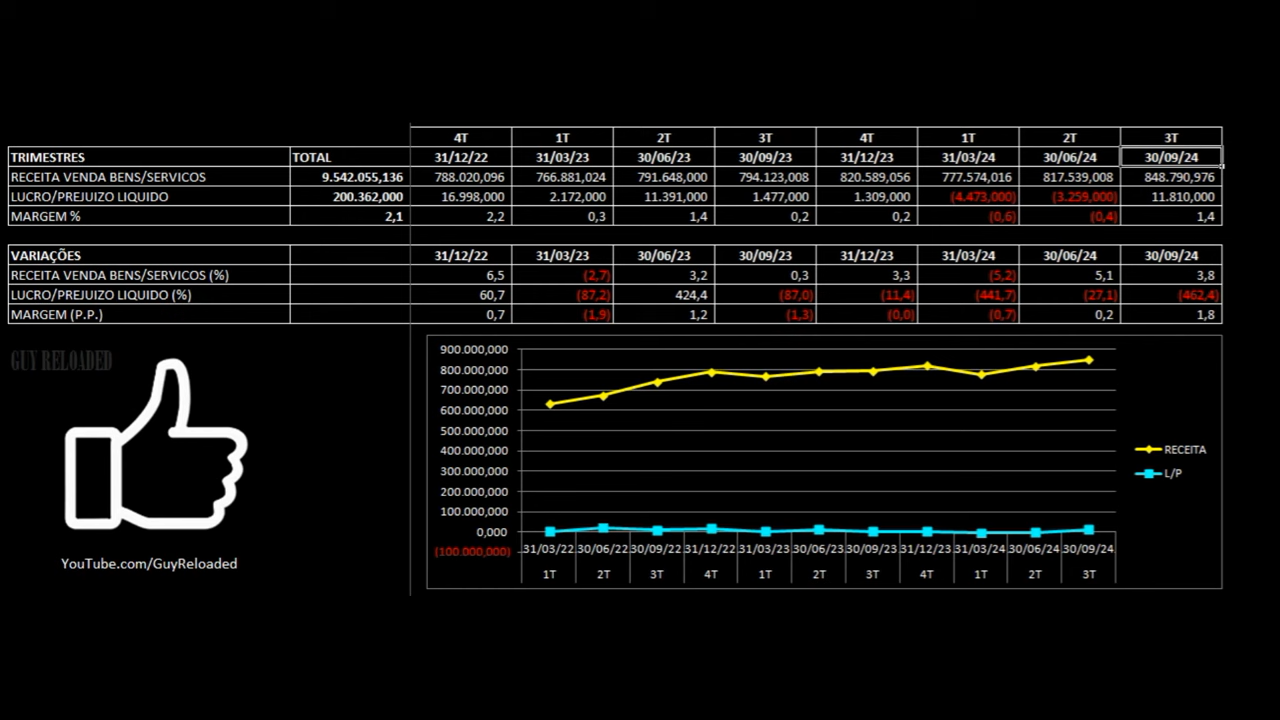 4T 1T 2T 3T 4T 1T 2T 3T
TRIMESTRES TOTAL 31/12/22 31/03/23 30/06/23 30/09/23 31/12/23 31/03/24 30/06/24 30/09/24
RECEITA VENDA BENS/SERVICOS 9.542.055,136 788.020,096 766.881,024 791.648,000 794.123,008 820.589,056 777.574,016 817.539,008 848.790,976
LUCRO/PREJUIZO LIQUIDO 200.362,000 16.998,000 2.172,000 11.391,000 1.477,000 1.309,000 (4.473,000) (3.259,000) 11.810,000
MARGEM % 2,1 2,2 0,3 1,4 0,2 0,2 (0,6) (0,4) 1,4
VARIAÇÕES 31/12/22 31/03/23 30/06/23 30/09/23 31/12/23 31/03/24 30/06/24 30/09/24
RECEITA VENDA BENS/SERVICOS (%) 6,5 (2,7) 3,2 0,3 3,3 (5,2) 5,1 3,8
LUCRO/PREJUIZO LIQUIDO (%) 60,7 (87,2) 424,4 (87,0) (11,4) (441,7) (27,1) (462,4)
MARGEM (P.P.) 0,7 (1,9) 1,2 (1,3) (0,0) (0,7) 0,2 1,8
GUY RELOADED
YouTube.com/GuyReloaded
900.000,000
800.000,000
700.000,000
600.000,000
500.000,000
400.000,000
300.000,000
200.000,000
100.000,000
0,000
(100.000,000)
31/03/22 30/06/22 30/09/22 31/12/22 31/03/23 30/06/23 30/09/23 31/12/23 31/03/24 30/06/24 30/09/24
1T 2T 3T 4T 1T 2T 3T 4T 1T 2T 3T
RECEITA
L/P